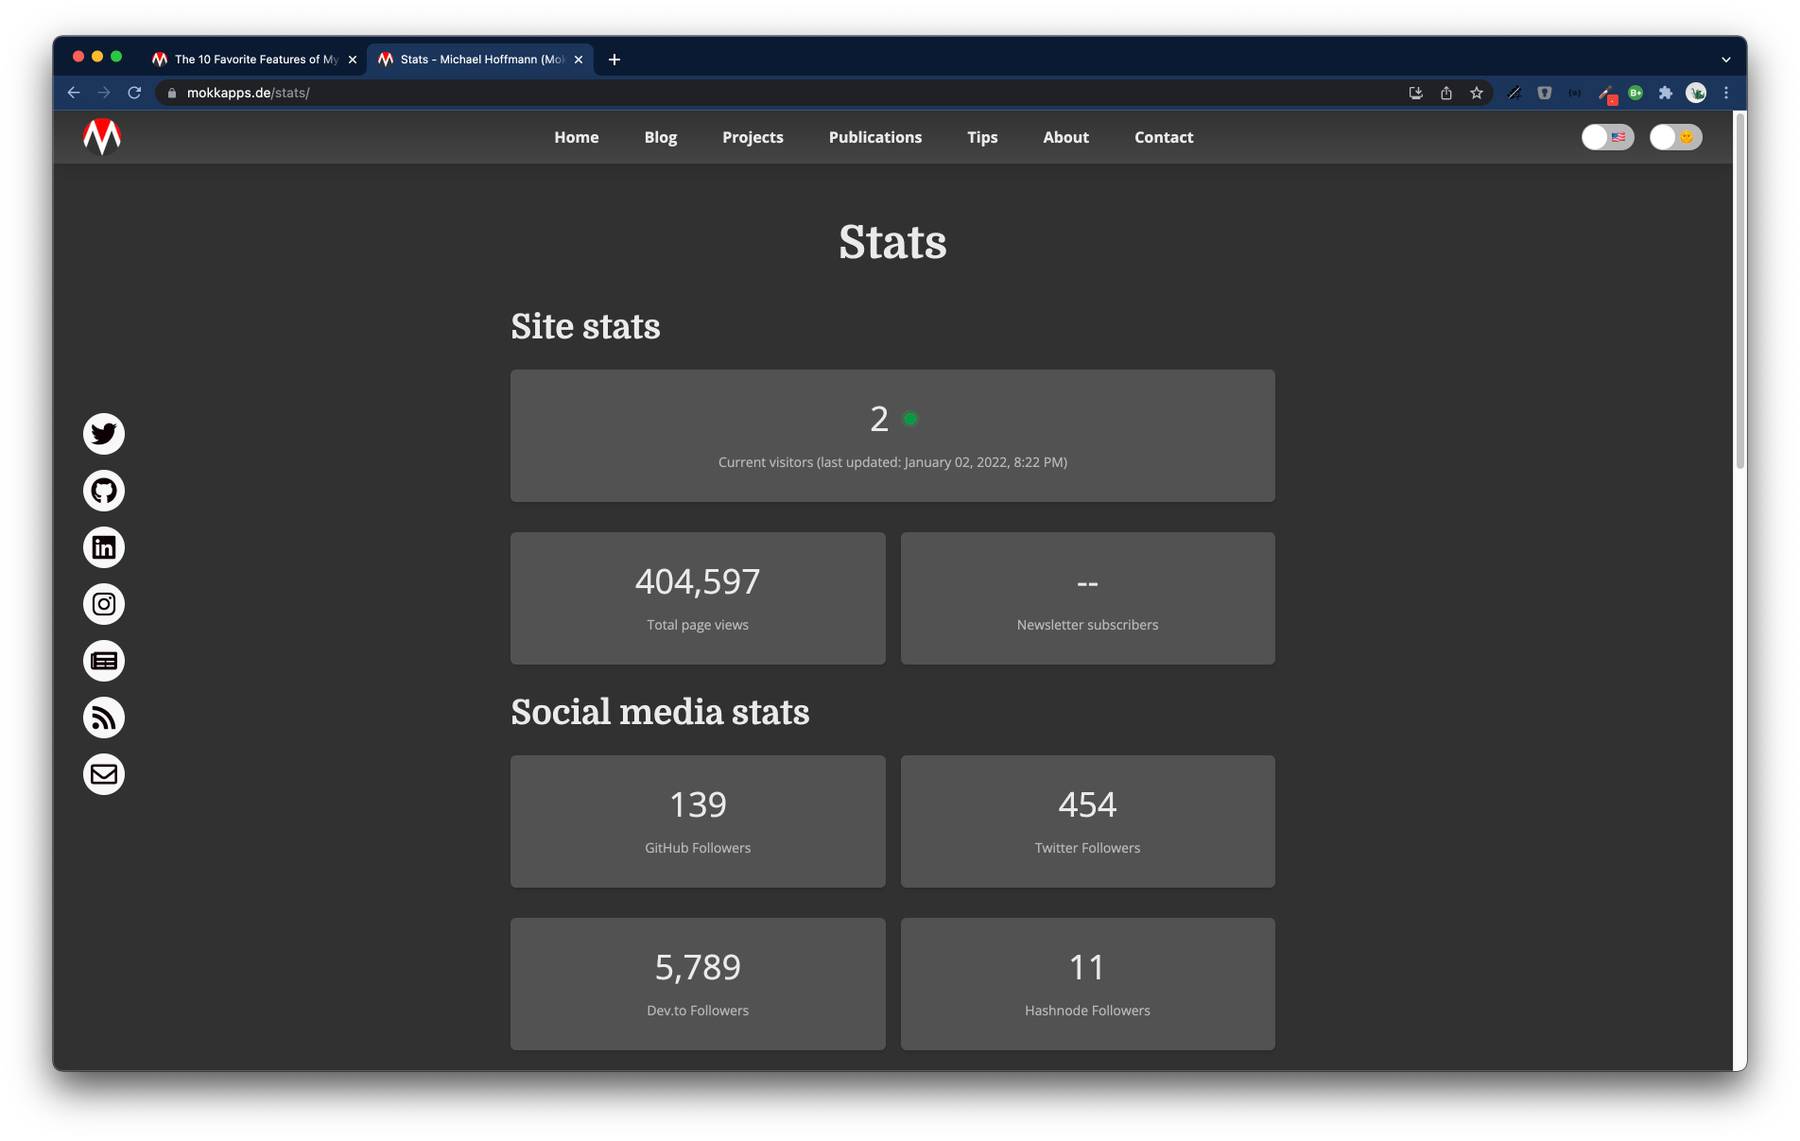 The 10 Favorite Features of My
Stats - Michael Hoffmann (Mok
mokkapps.de/stats/
Home Blog Projects Publications Tips About Contact
Stats
Site stats
2
Current visitors (last updated: January 02, 2022, 8:22 PM)
404,597
Total page views
--
Newsletter subscribers
Social media stats
139
GitHub Followers
454
Twitter Followers
5,789
Dev.to Followers
11
Hashnode Followers